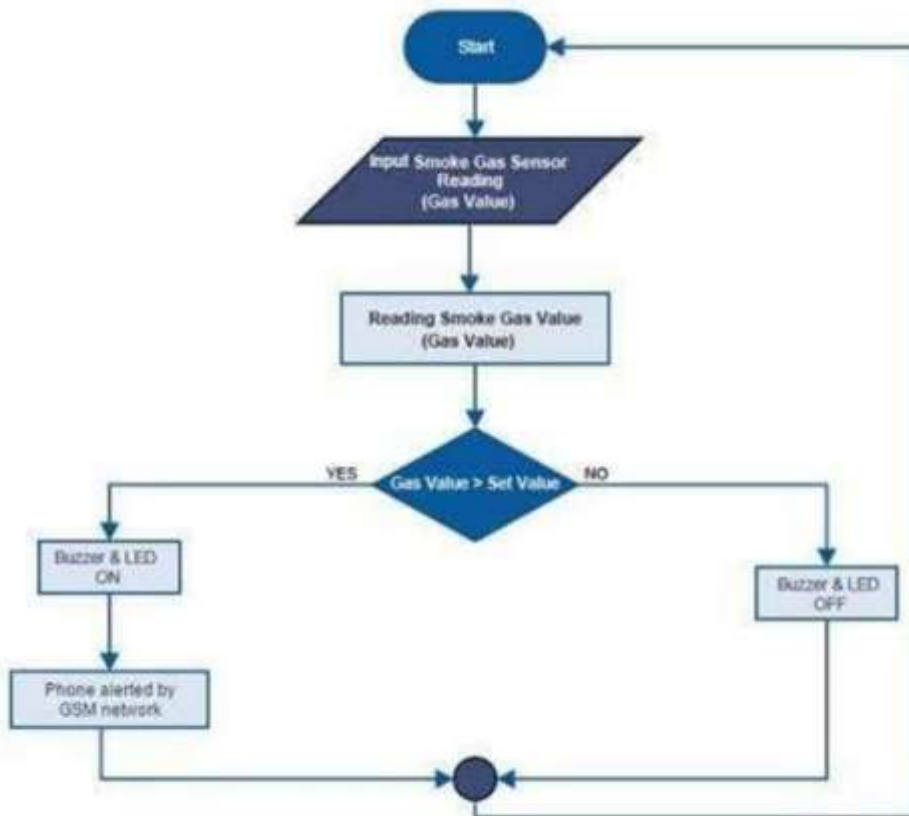 Start
Input Smoke Gas Sensor
Reading
(Gas Value)
Reading Smoke Gas Value
(Gas Value)
YES
Gas Value > Set Value
NO
Buzzer & LED
ON
Buzzer & LED
OFF
Phone alerted by
GSM network